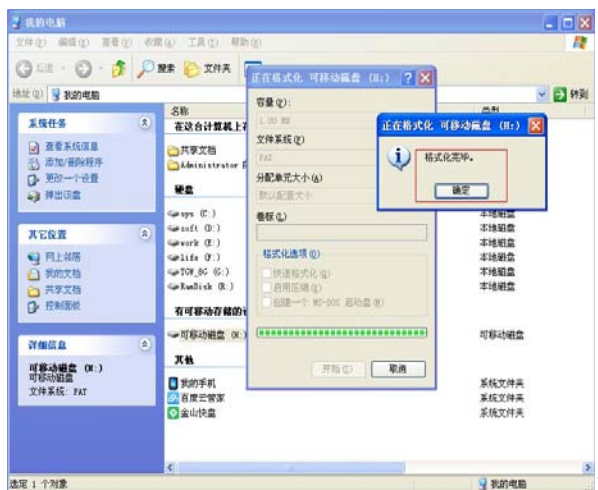 我的电脑
文件(F) 编辑(E) 查看(V) 收藏(A) 工具(T) 帮助(H)
后退 搜索 文件夹
地址(D) 我的电脑 转到
系统任务
查看系统信息
添加/删除程序
更改一个设置
弹出该盘
其它位置
网上邻居
我的文档
共享文档
控制面板
详细信息
可移动磁盘 (H:)
可移动磁盘
文件系统: FAT
名称 类型
在这台计算机上
共享文档
Administrator
硬盘
sys (C:) 本地磁盘
soft (D:) 本地磁盘
work (E:) 本地磁盘
life (F:) 本地磁盘
TGW_8G (G:) 本地磁盘
RamDisk (R:) 本地磁盘
有可移动存储的
可移动磁盘 (H:) 可移动磁盘
其他
我的手机 系统文件夹
百度云管家 系统文件夹
金山快盘 系统文件夹
正在格式化 可移动磁盘 (H:)
容量(P):
1.00 MB
文件系统(F)
FAT
分配单元大小(A)
默认配置大小
卷标(L)
格式化选项(O)
快速格式化(Q)
启用压缩(E)
创建一个 MS-DOS 启动盘(M)
开始(S) 取消
正在格式化 可移动磁盘 (H:)
格式化完毕。
确定
选定 1 个对象 我的电脑